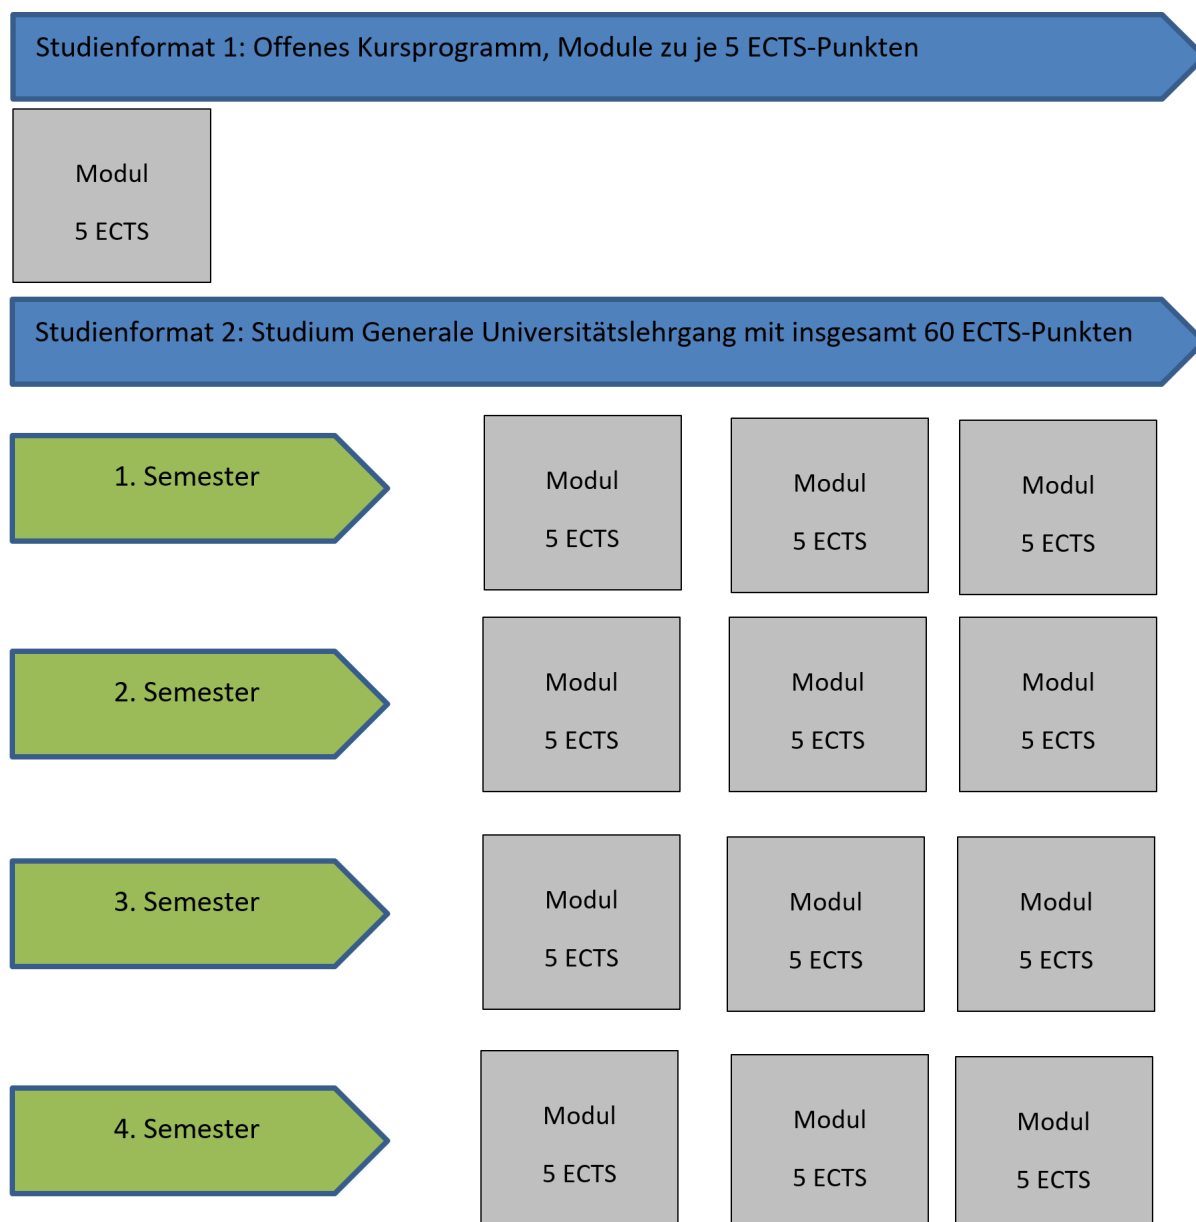 Studienformat 1: Offenes Kursprogramm, Module zu je 5 ECTS-Punkten
Modul
5 ECTS
Studienformat 2: Studium Generale Universitätslehrgang mit insgesamt 60 ECTS-Punkten
1. Semester
Modul
5 ECTS
Modul
5 ECTS
Modul
5 ECTS
2. Semester
Modul
5 ECTS
Modul
5 ECTS
Modul
5 ECTS
3. Semester
Modul
5 ECTS
Modul
5 ECTS
Modul
5 ECTS
4. Semester
Modul
5 ECTS
Modul
5 ECTS
Modul
5 ECTS